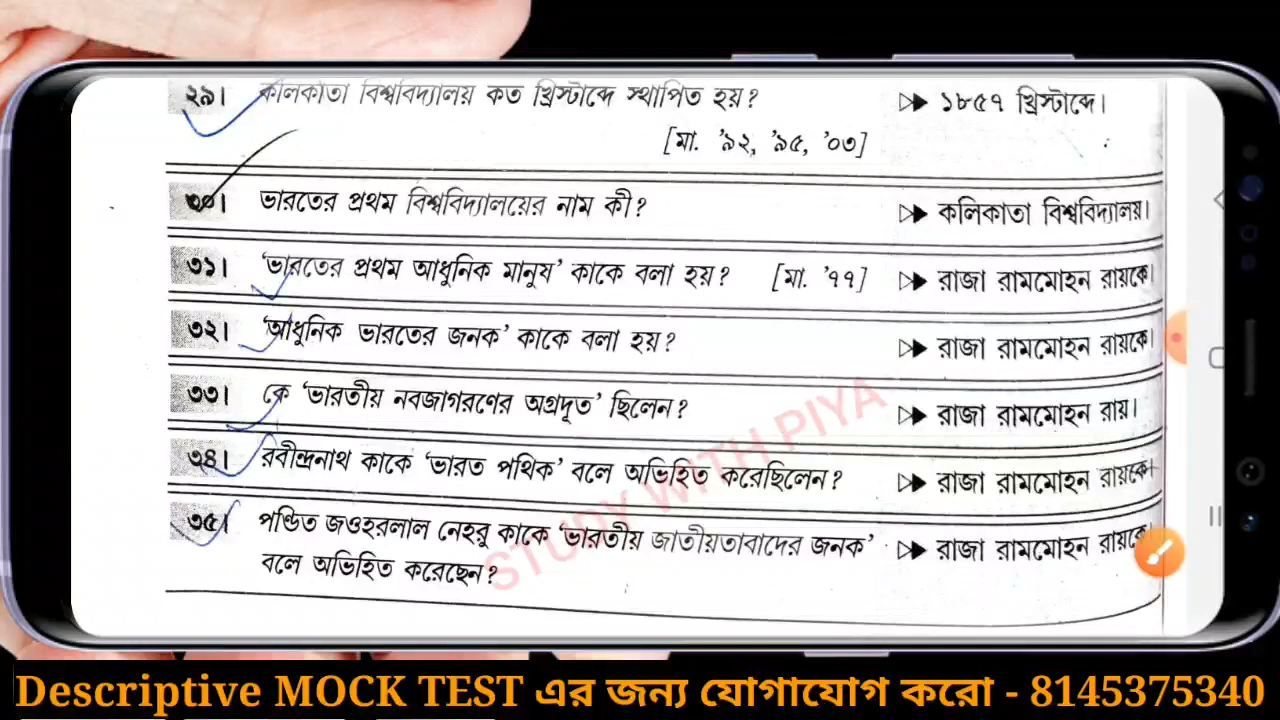 ২৯। কলিকাতা বিশ্ববিদ্যালয় কত খ্রিস্টাব্দে স্থাপিত হয়? ▷▶ ১৮৫৭ খ্রিস্টাব্দে।
[মা. '৯২, '৯৫, '০৩]
৩০। ভারতের প্রথম বিশ্ববিদ্যালয়ের নাম কী? ▷▶ কলিকাতা বিশ্ববিদ্যালয়।
৩১। 'ভারতের প্রথম আধুনিক মানুষ' কাকে বলা হয়? [মা. '৭৭] ▷▶ রাজা রামমোহন রায়কে।
৩২। 'আধুনিক ভারতের জনক' কাকে বলা হয়? ▷▶ রাজা রামমোহন রায়কে।
৩৩। কে 'ভারতীয় নবজাগরণের অগ্রদূত' ছিলেন? ▷▶ রাজা রামমোহন রায়।
৩৪। রবীন্দ্রনাথ কাকে 'ভারত পথিক' বলে অভিহিত করেছিলেন? ▷▶ রাজা রামমোহন রায়কে।
৩৫। পণ্ডিত জওহরলাল নেহরু কাকে 'ভারতীয় জাতীয়তাবাদের জনক' ▷▶ রাজা রামমোহন রায়কে।
বলে অভিহিত করেছেন?
STUDY WITH PIYA
Descriptive MOCK TEST এর জন্য যোগাযোগ করো - 8145375340